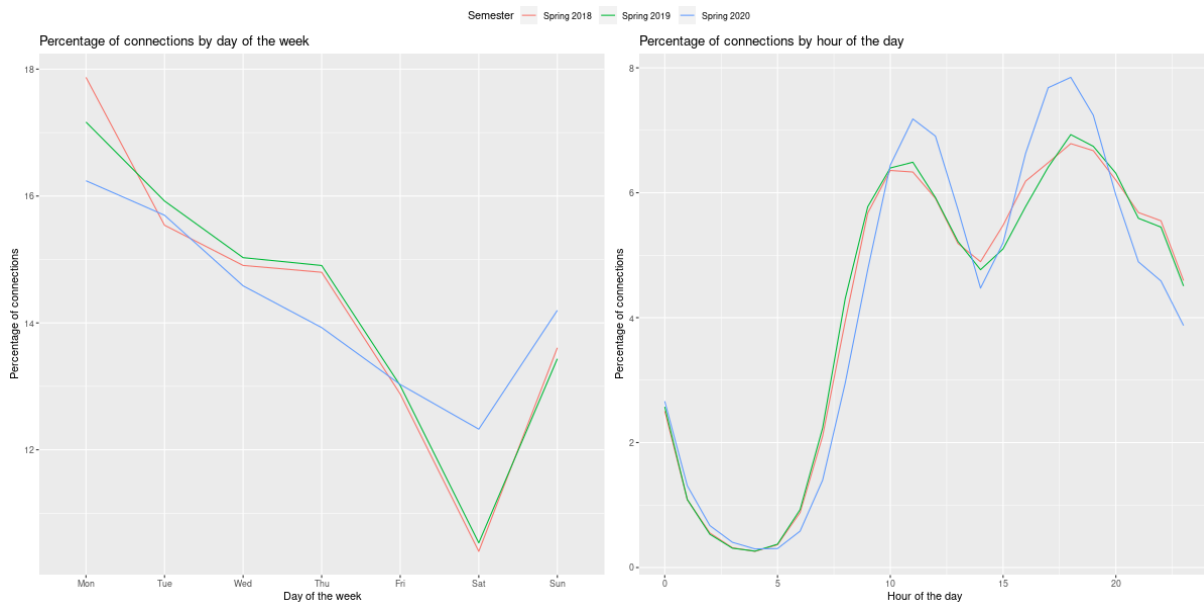 Semester Spring 2018 Spring 2019 Spring 2020
Percentage of connections by day of the week
Percentage of connections
18
16
14
12
Mon Tue Wed Thu Fri Sat Sun
Day of the week
Percentage of connections by hour of the day
Percentage of connections
8
6
4
2
0
0 5 10 15 20
Hour of the day